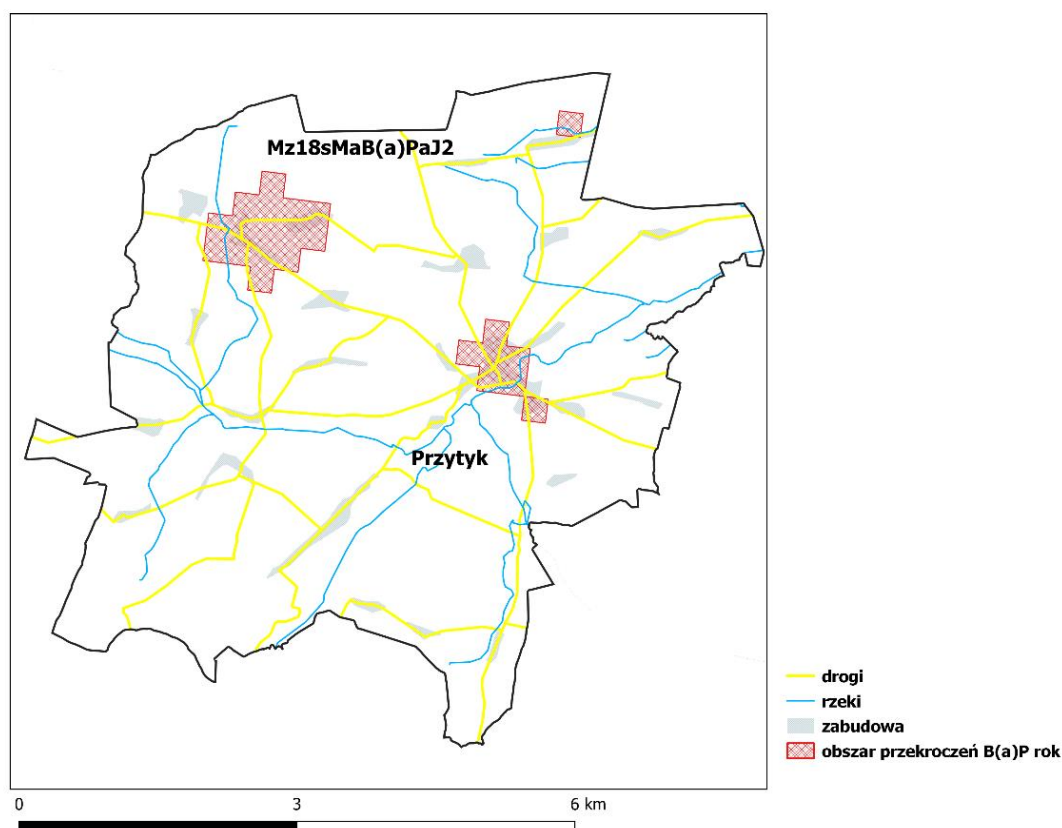 Mz18sMaB(a)PaJ2
Przytyk
drogi
rzeki
zabudowa
obszar przekroczeń B(a)P rok
0 3 6 km